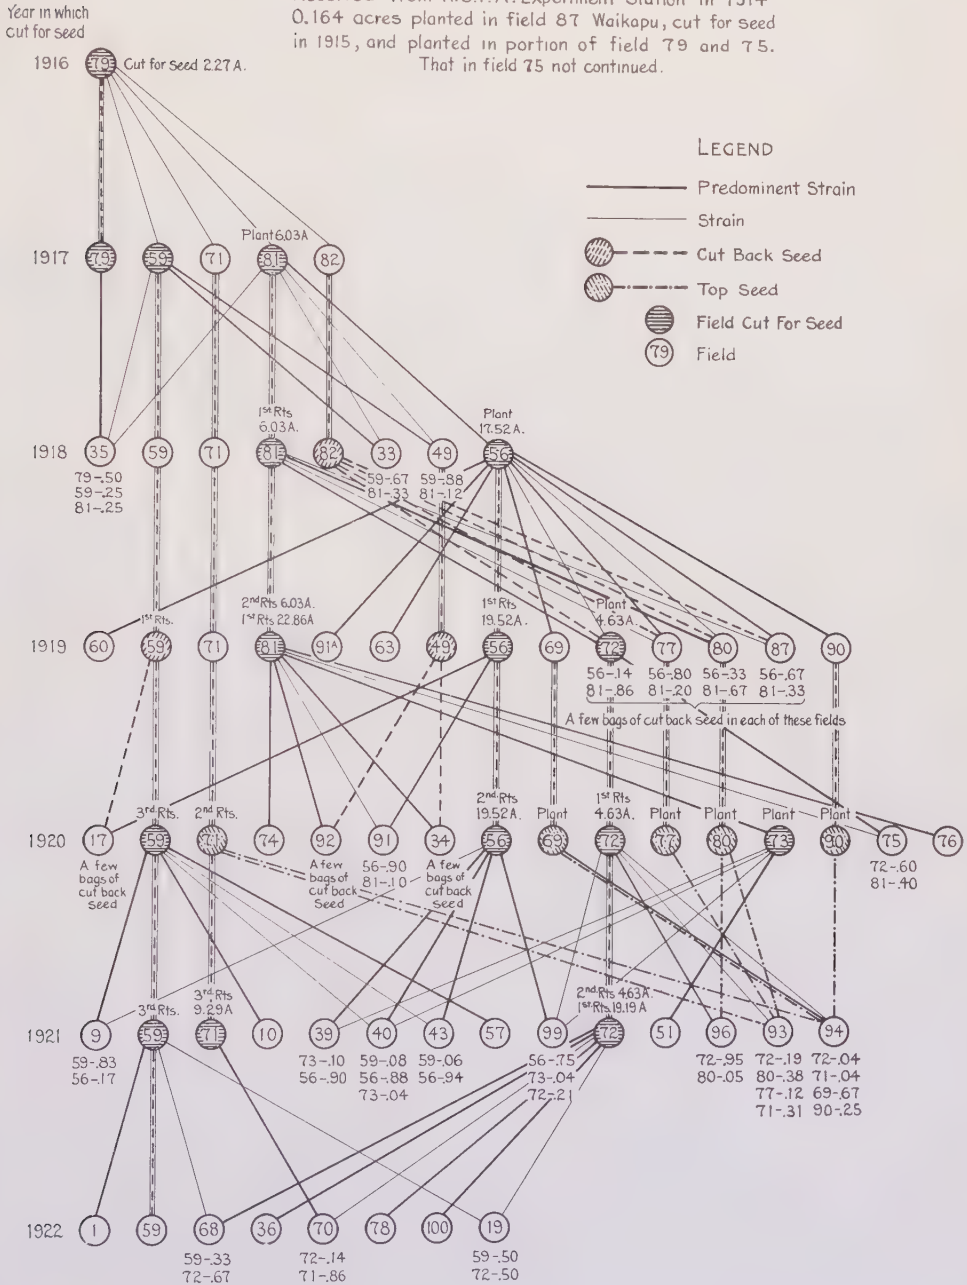 Year in which
cut for seed
0.164 acres planted in field 87 Waikapu, cut for seed
in 1915, and planted in portion of field 79 and 75.
That in field 75 not continued.
1916 79 Cut for Seed 2.27 A.
LEGEND
Predominent Strain
Strain
Cut Back Seed
Top Seed
Field Cut For Seed
79 Field
Plant 6.03A
1917 79 59 71 81 82
1st Rts
6.03A.
Plant
17.52A.
1918 35 59 71 81 82 33 49 56
79-.50 59-.67 59-.88
59-.25 81-.33 81-.12
81-.25
1st Rts.
2nd Rts 6.03A.
1st Rts 22.86A
1st Rts
19.52A.
Plant
4.63A.
1919 60 59 71 81 91A 63 49 56 69 72 77 80 87 90
56-.14 56-.80 56-.33 56-.67
81-.86 81-.20 81-.67 81-.33
A few bags of cut back seed in each of these fields
3rd Rts. 2nd Rts.
2nd Rts
19.52A.
Plant
1st Rts
4.63A.
Plant Plant Plant Plant
1920 17 59 71 74 92 91 34 56 69 72 77 80 73 90 75 76
A few
bags of
cut back
seed
A few
bags of
cut back
seed
56-.90
81-.10
A few
bags of
cut back
seed
72-.60
81-.40
3rd Rts.
3rd Rts
9.29A
2nd Rts 4.63A.
1st Rts 19.19A
1921 9 59 71 10 39 40 43 57 99 72 51 96 93 94
59-.83 73-.10 59-.08 59-.06 56-.75 72-.95 72-.19 72-.04
56-.17 56-.90 56-.88 56-.94 73-.04 80-.05 80-.38 71-.04
73-.04 72-.21 77-.12 69-.67
71-.31 90-.25
1922 1 59 68 36 70 78 100 19
59-.33 72-.14 59-.50
72-.67 71-.86 72-.50